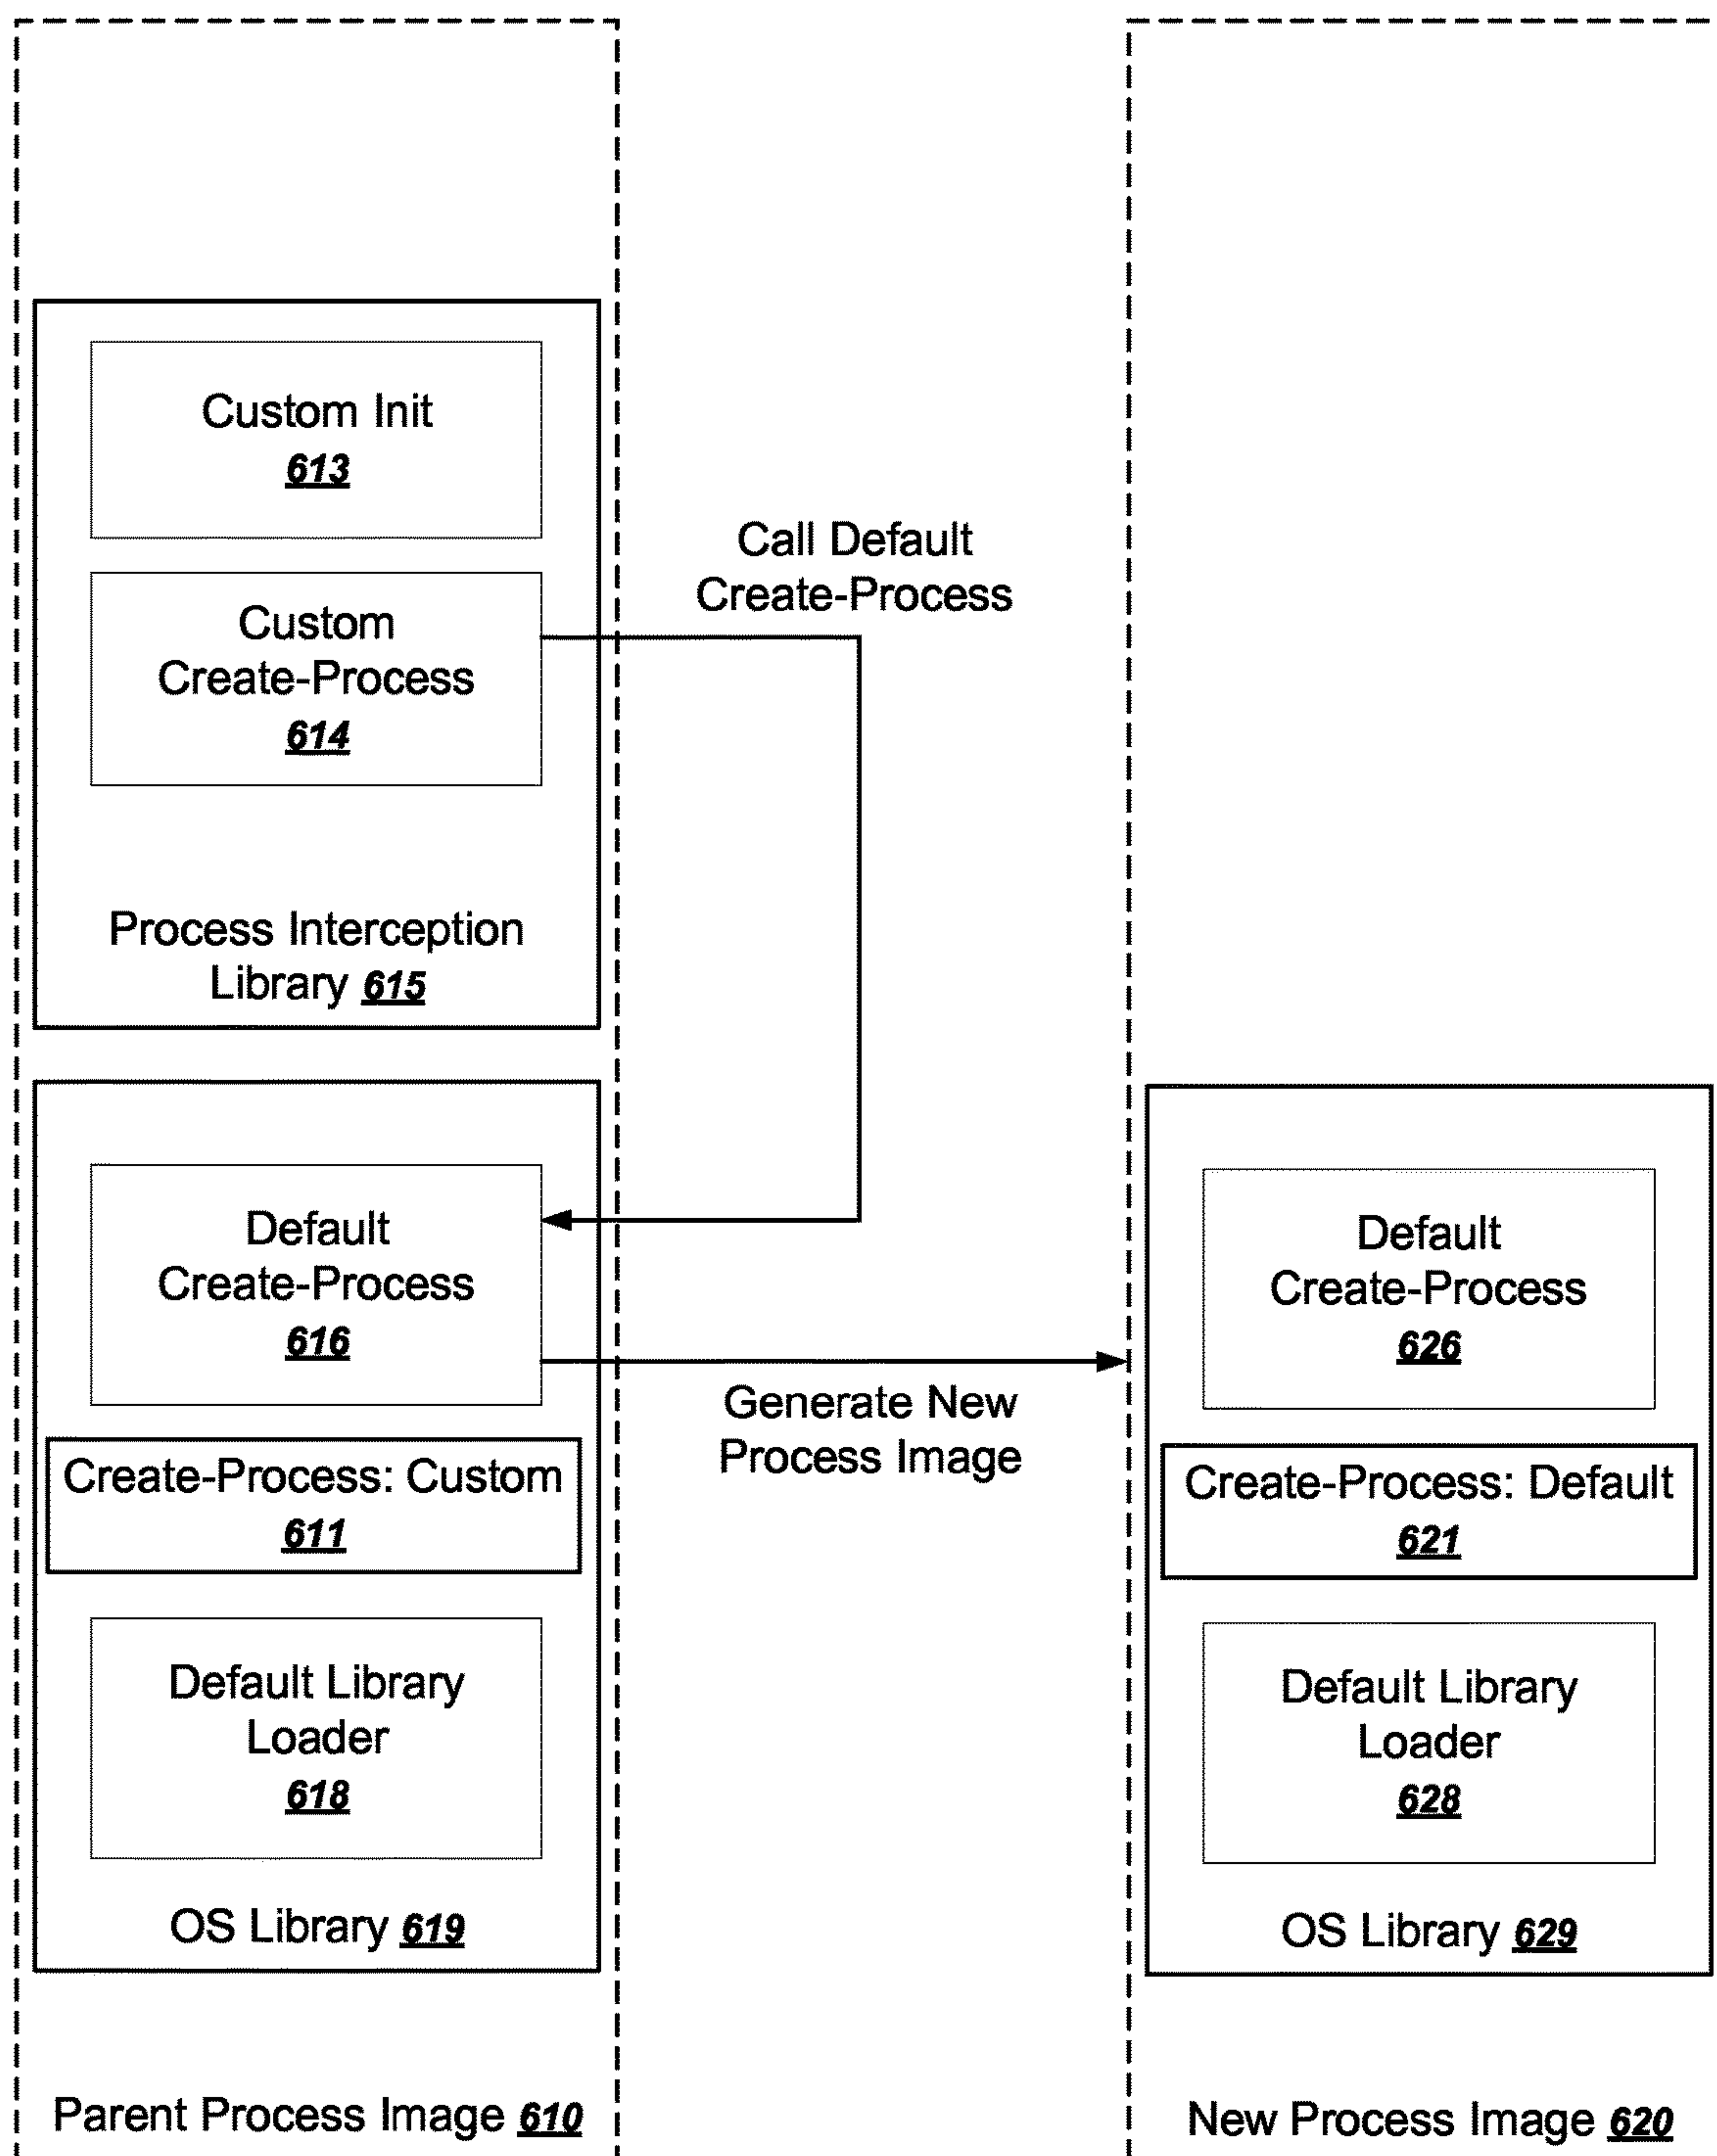 Custom Init
613
Call Default
Create-Process
Custom
Create-Process
614
Process Interception
Library 615
Default
Create-Process
616
Generate New
Process Image
Create-Process: Custom
611
Default Library
Loader
618
OS Library 619
Parent Process Image 610
Default
Create-Process
626
Create-Process: Default
621
Default Library
Loader
628
OS Library 629
New Process Image 620